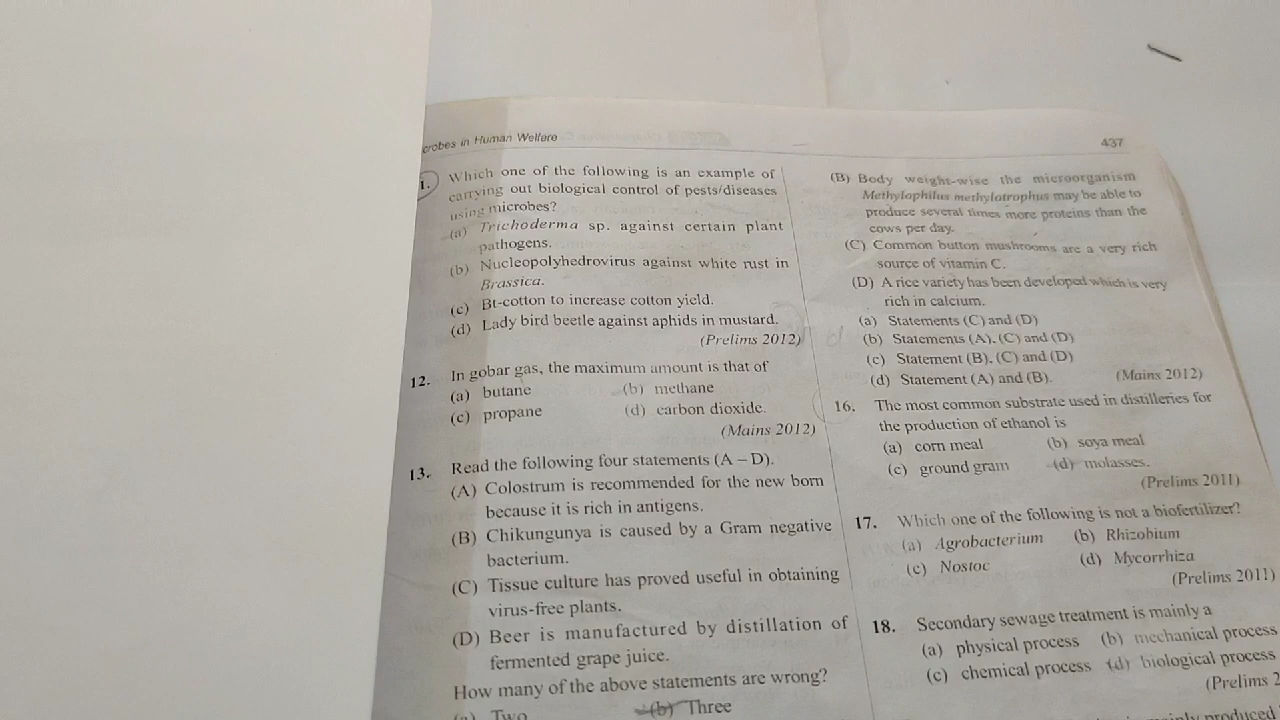 crobes in Human Welfare
437
1. Which one of the following is an example of
carrying out biological control of pests/diseases
using microbes?
(a) Trichoderma sp. against certain plant
pathogens.
(b) Nucleopolyhedrovirus against white rust in
Brassica.
(c) Bt-cotton to increase cotton yield.
(d) Lady bird beetle against aphids in mustard.
(Prelims 2012)
12. In gobar gas, the maximum amount is that of
(a) butane (b) methane
(c) propane (d) carbon dioxide.
(Mains 2012)
13. Read the following four statements (A – D).
(A) Colostrum is recommended for the new born
because it is rich in antigens.
(B) Chikungunya is caused by a Gram negative
bacterium.
(C) Tissue culture has proved useful in obtaining
virus-free plants.
(D) Beer is manufactured by distillation of
fermented grape juice.
How many of the above statements are wrong?
(a) Two (b) Three
(B) Body weight-wise the microorganism
Methylophilus methylotrophus may be able to
produce several times more proteins than the
cows per day.
(C) Common button mushrooms are a very rich
source of vitamin C.
(D) A rice variety has been developed which is very
rich in calcium.
(a) Statements (C) and (D)
(b) Statements (A), (C) and (D)
(c) Statement (B), (C) and (D)
(d) Statement (A) and (B).
(Mains 2012)
16. The most common substrate used in distilleries for
the production of ethanol is
(a) corn meal (b) soya meal
(c) ground gram (d) molasses.
(Prelims 2011)
17. Which one of the following is not a biofertilizer?
(a) Agrobacterium (b) Rhizobium
(c) Nostoc (d) Mycorrhiza
(Prelims 2011)
18. Secondary sewage treatment is mainly a
(a) physical process (b) mechanical process
(c) chemical process (d) biological process
(Prelims 2
produced